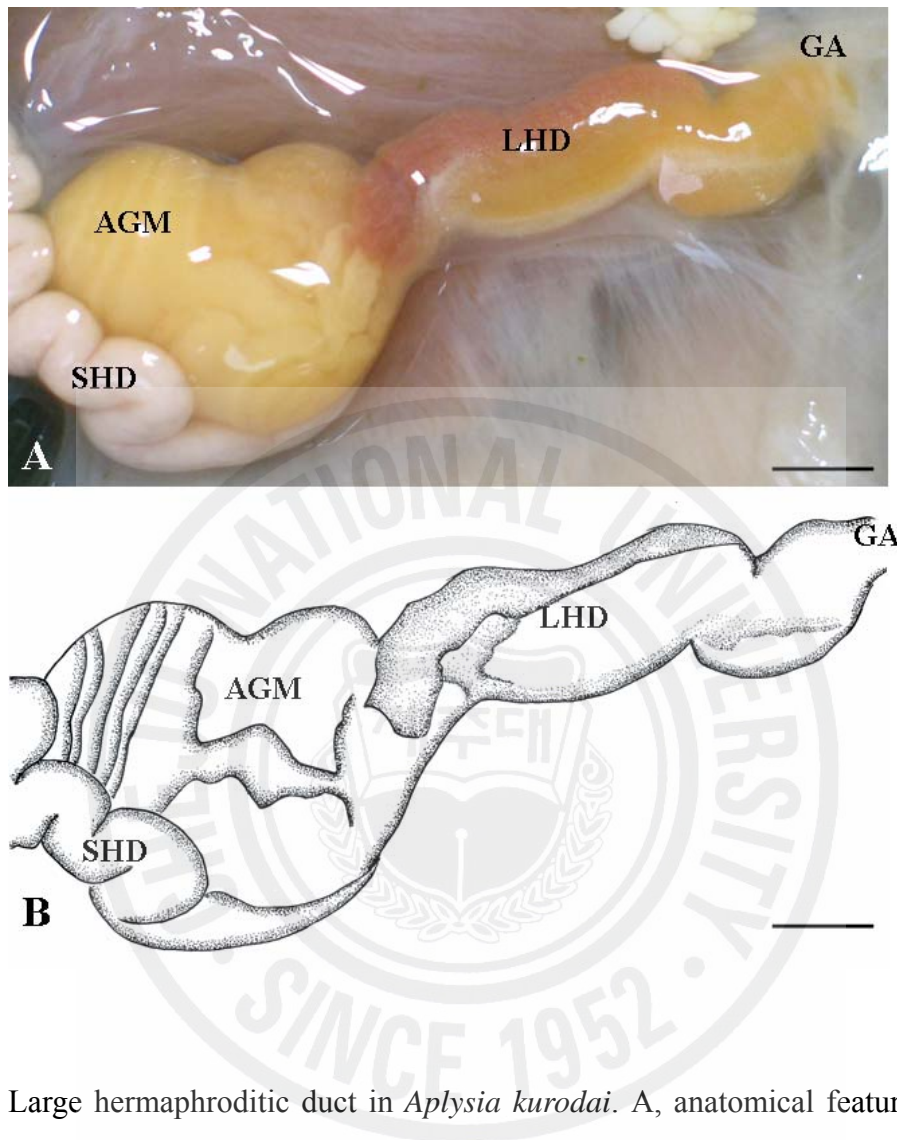 GA
LHD
AGM
SHD
A
GA
LHD
AGM
SHD
B
NATIONAL UNIVERSITY
SINCE 1952
Large hermaphroditic duct in Aplysia kurodai. A, anatomical featur